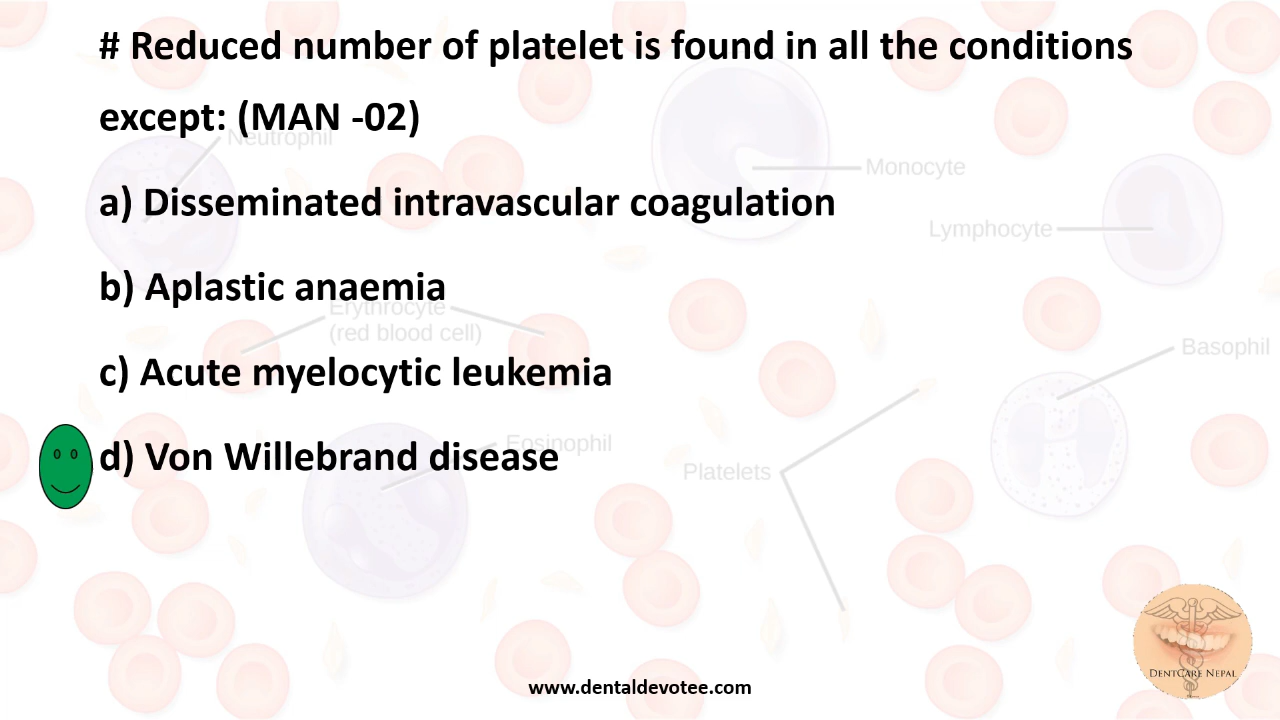 # Reduced number of platelet is found in all the conditions
except: (MAN -02)
Neutrophil
Monocyte
a) Disseminated intravascular coagulation
Lymphocyte
b) Aplastic anaemia
Erythrocyte
(red blood cell)
Basophil
c) Acute myelocytic leukemia
Eosinophil
d) Von Willebrand disease
Platelets
DentCare Nepal
www.dentaldevotee.com